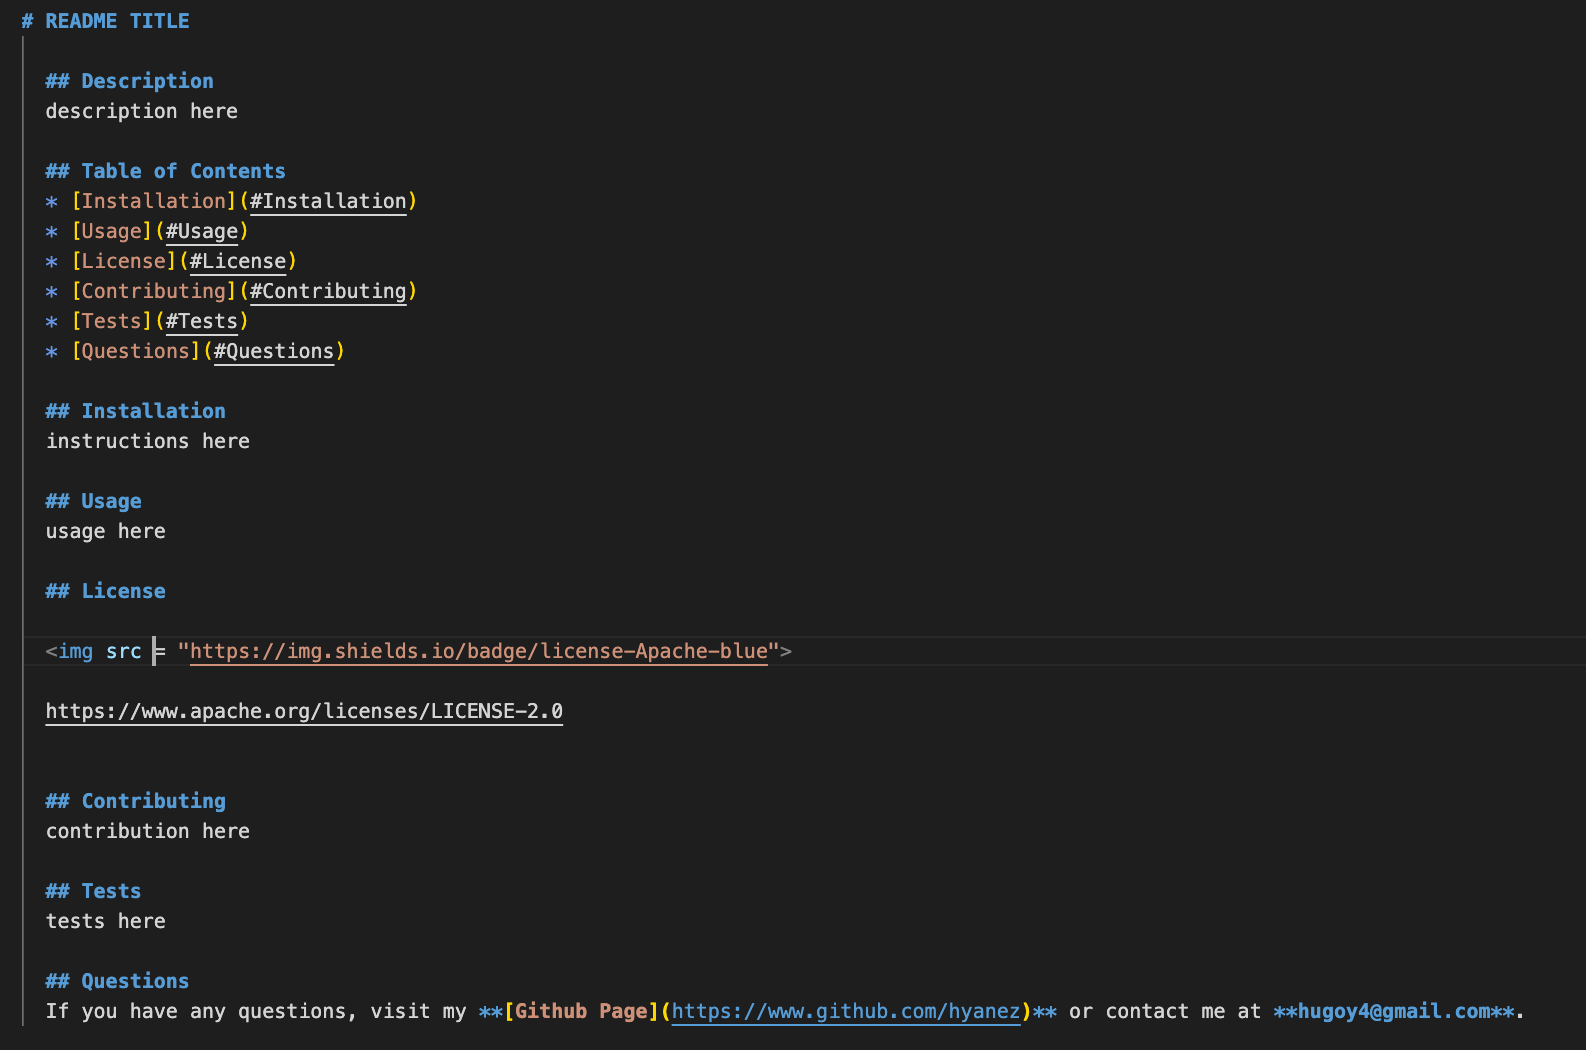 # README TITLE
## Description
description here
## Table of Contents
* [Installation](#Installation)
* [Usage](#Usage)
* [License](#License)
* [Contributing](#Contributing)
* [Tests](#Tests)
* [Questions](#Questions)
## Installation
instructions here
## Usage
usage here
## License
<img src = "https://img.shields.io/badge/license-Apache-blue">
https://www.apache.org/licenses/LICENSE-2.0
## Contributing
contribution here
## Tests
tests here
## Questions
If you have any questions, visit my **[Github Page](https://www.github.com/hyanez)** or contact me at **hugoy4@gmail.com**.